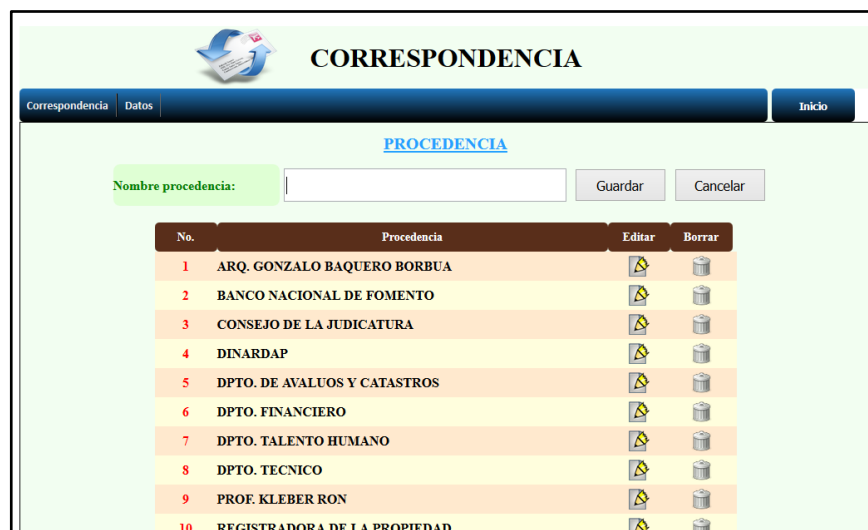 CORRESPONDENCIA
Correspondencia Datos Inicio
PROCEDENCIA
Nombre procedencia: Guardar Cancelar
No. Procedencia Editar Borrar
1 ARQ. GONZALO BAQUERO BORBUA
2 BANCO NACIONAL DE FOMENTO
3 CONSEJO DE LA JUDICATURA
4 DINARDAP
5 DPTO. DE AVALUOS Y CATASTROS
6 DPTO. FINANCIERO
7 DPTO. TALENTO HUMANO
8 DPTO. TECNICO
9 PROF. KLEBER RON
10 REGISTRADORA DE LA PROPIEDAD